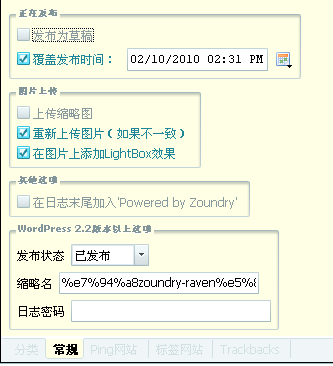 正在发布
发布为草稿
覆盖发布时间： 02/10/2010 02:31 PM
图片上传
上传缩略图
重新上传图片（如果不一致）
在图片上添加LightBox效果
其他选项
在日志末尾加入'Powered by Zoundry'
WordPress 2.2版本以上选项
发布状态 已发布
缩略名 %e7%94%a8zoundry-raven%e5%8
日志密码
分类 常规 Ping网站 标签网站 Trackbacks